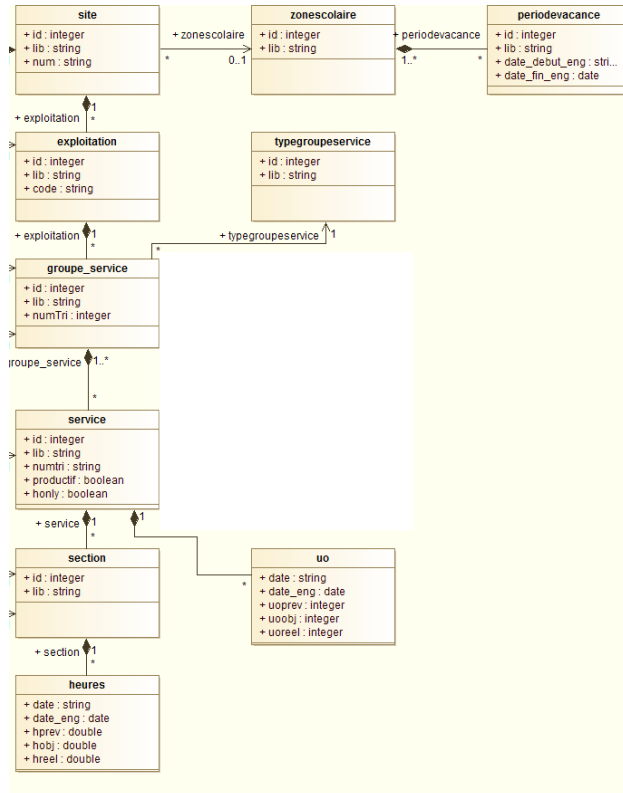 site
+ id : integer
+ lib : string
+ num : string
+ zonescolaire
*
0..1
zonescolaire
+ id : integer
+ lib : string
+ periodevacance
1..*
*
periodevacance
+ id : integer
+ lib : string
+ date_debut_eng : stri...
+ date_fin_eng : date
1
+ exploitation
*
exploitation
+ id : integer
+ lib : string
+ code : string
typegroupeservice
+ id : integer
+ lib : string
1
+ exploitation
*
*
+ typegroupeservice
1
groupe_service
+ id : integer
+ lib : string
+ numTri : integer
groupe_service
1..*
*
service
+ id : integer
+ lib : string
+ numtri : string
+ productif : boolean
+ honly : boolean
+ service
1
*
1
*
section
+ id : integer
+ lib : string
uo
+ date : string
+ date_eng : date
+ uoprev : integer
+ uoobj : integer
+ uoreel : integer
+ section
1
*
heures
+ date : string
+ date_eng : date
+ hprev : double
+ hobj : double
+ hreel : double